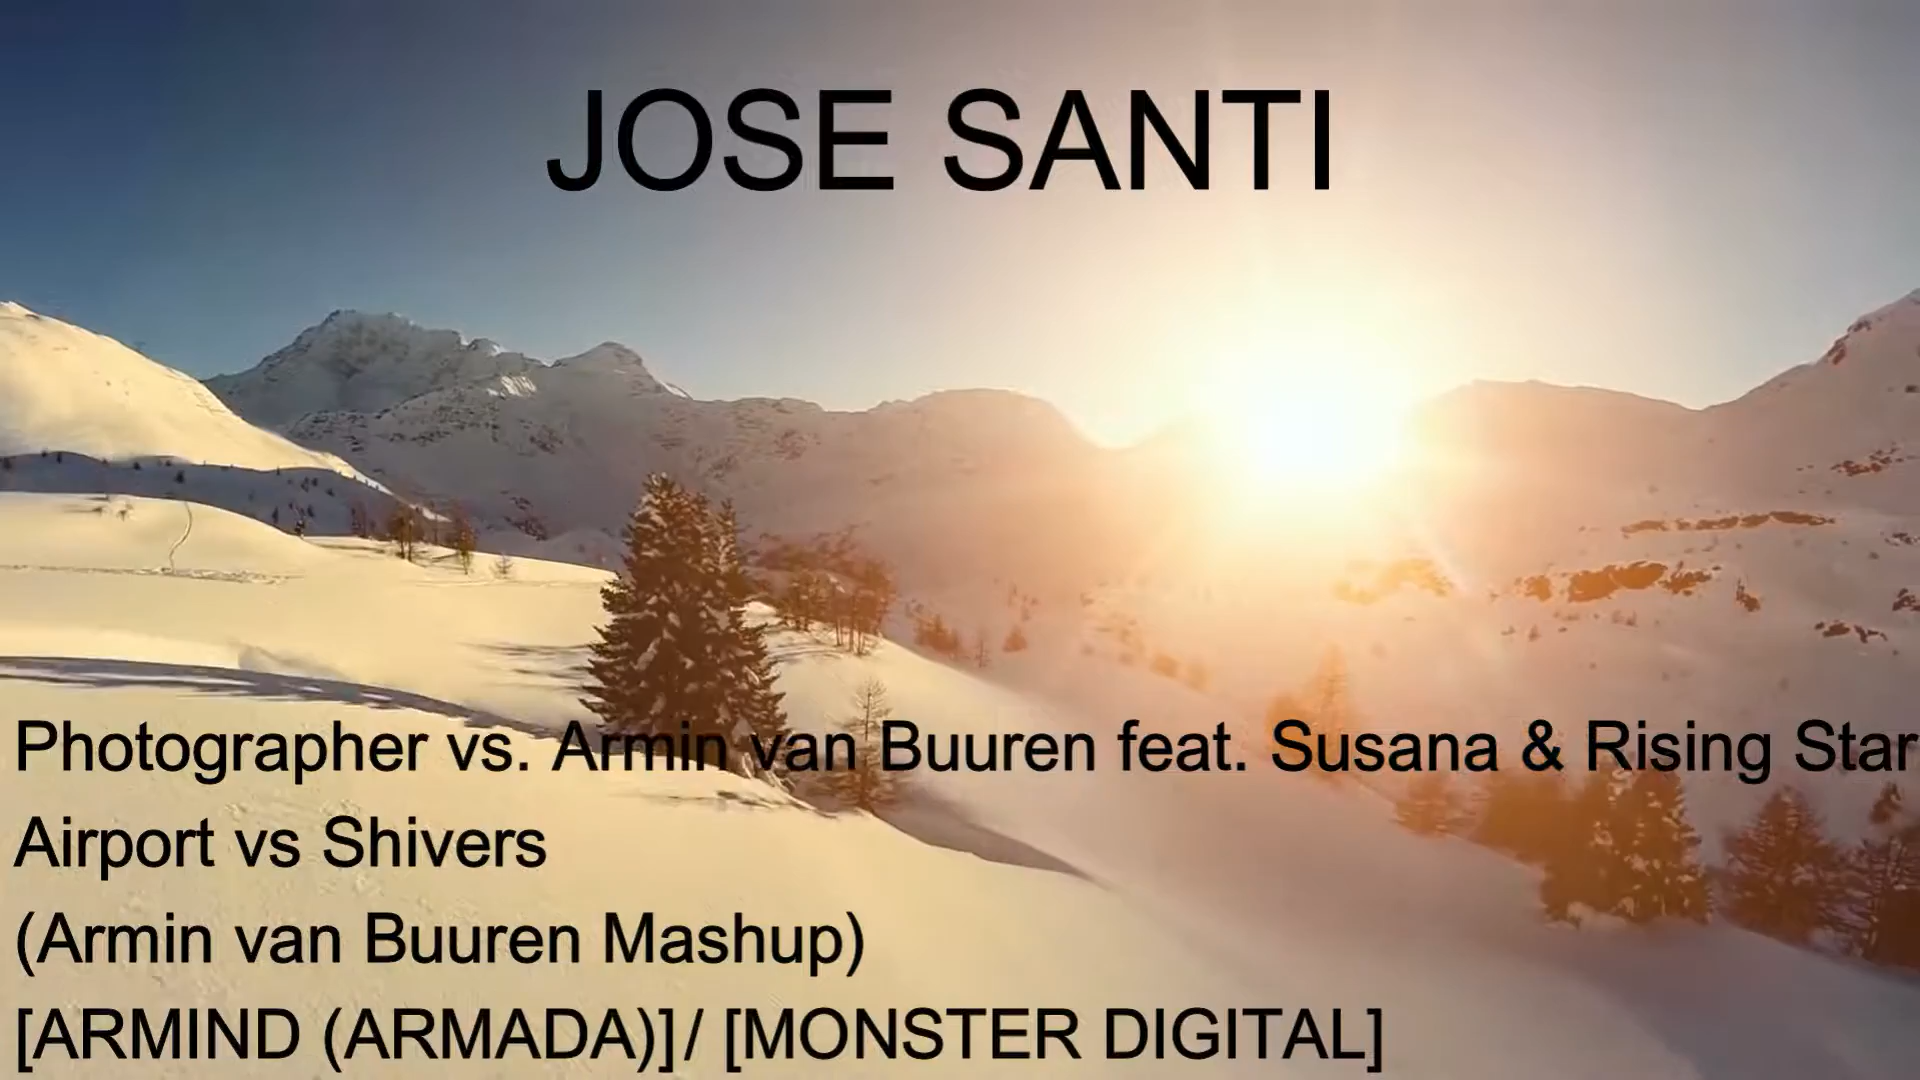 JOSE SANTI
Photographer vs. Armin van Buuren feat. Susana & Rising Star
Airport vs Shivers
(Armin van Buuren Mashup)
[ARMIND (ARMADA)] / [MONSTER DIGITAL]